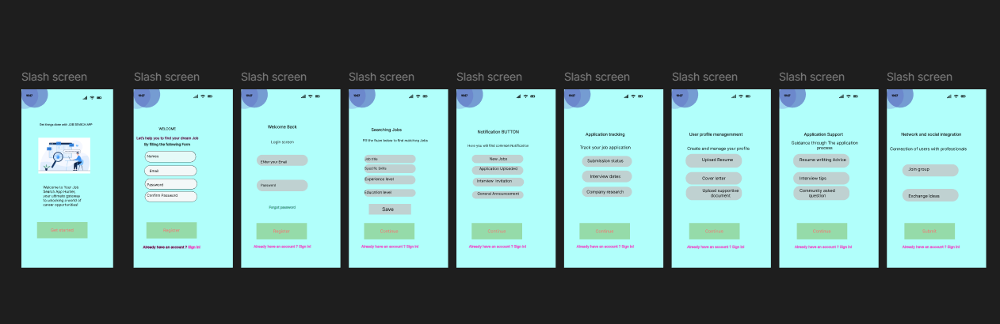 Slash screen
Slash screen
Slash screen
Slash screen
Slash screen
Slash screen
Slash screen
Slash screen
Slash screen
Get things done with JOB SEARCH APP
Welcome to Your Job
Search App Hunter,
your ultimate gateway
to unlocking a world of
career opportunities!
Get started
WELCOME
Let's help you to find your dream Job
By filling the following Form
Names
Email
Password
Confirm Password
Register
Already have an account ? Sign in!
Welcome Back
Login screen
Enter your Email
Password
Forgot password
Register
Already have an account ? Sign in!
Searching Jobs
Fill the foam below to find matching Jobs
Job title
Specific Skills
Experience level
Education level
Save
Continue
Already have an account ? Sign in!
Notification BUTTON
Here you will find common Notification
New Jobs
Application Uploaded
Interview invitation
General Announcement
Continue
Already have an account ? Sign in!
Application tracking
Track your job application
Submission status
Interview dates
Company research
Continue
Already have an account ? Sign in!
User profile managemment
Create and manage your profile
Upload Resume
Cover letter
Upload supportive
document
Continue
Already have an account ? Sign in!
Application Support
Guidance through The application
process
Resume writting Advice
Interview tips
Community asked
question
Continue
Already have an account ? Sign in!
Network and social integration
Connection of users with professionals
Join group
Exchange Ideas
Submit
Already have an account ? Sign in!